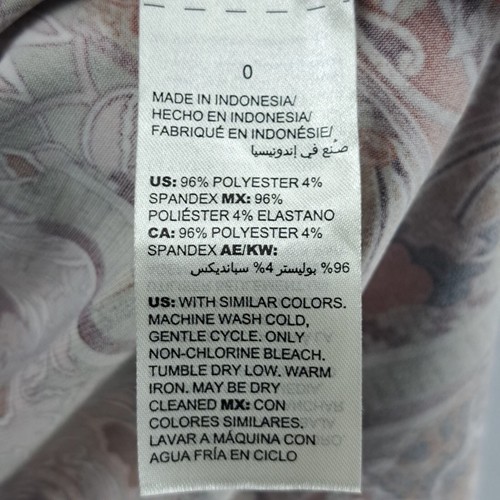 0
MADE IN INDONESIA/
HECHO EN INDONESIA/
FABRIQUÉ EN INDONÉSIE/
صُنع في إندونيسيا
US: 96% POLYESTER 4%
SPANDEX MX: 96%
POLIÉSTER 4% ELASTANO
CA: 96% POLYESTER 4%
SPANDEX AE/KW:
96% بوليستر 4% سبانديكس
US: WITH SIMILAR COLORS.
MACHINE WASH COLD,
GENTLE CYCLE. ONLY
NON-CHLORINE BLEACH.
TUMBLE DRY LOW. WARM
IRON. MAY BE DRY
CLEANED MX: CON
COLORES SIMILARES.
LAVAR A MÁQUINA CON
AGUA FRÍA EN CICLO